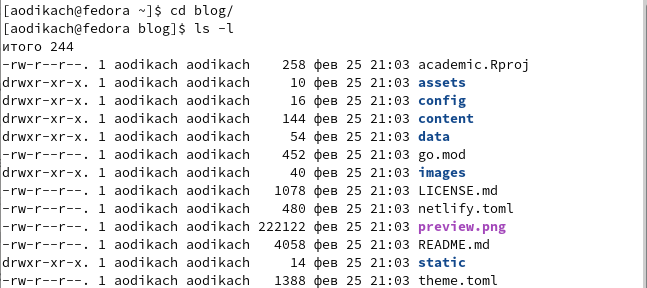 [aodikach@fedora ~]$ cd blog/
[aodikach@fedora blog]$ ls -l
итого 244
-rw-r--r--. 1 aodikach aodikach    258 фев 25 21:03 academic.Rproj
drwxr-xr-x. 1 aodikach aodikach     10 фев 25 21:03 assets
drwxr-xr-x. 1 aodikach aodikach     16 фев 25 21:03 config
drwxr-xr-x. 1 aodikach aodikach    144 фев 25 21:03 content
drwxr-xr-x. 1 aodikach aodikach     54 фев 25 21:03 data
-rw-r--r--. 1 aodikach aodikach    452 фев 25 21:03 go.mod
drwxr-xr-x. 1 aodikach aodikach     40 фев 25 21:03 images
-rw-r--r--. 1 aodikach aodikach   1078 фев 25 21:03 LICENSE.md
-rw-r--r--. 1 aodikach aodikach    480 фев 25 21:03 netlify.toml
-rw-r--r--. 1 aodikach aodikach 222122 фев 25 21:03 preview.png
-rw-r--r--. 1 aodikach aodikach   4058 фев 25 21:03 README.md
drwxr-xr-x. 1 aodikach aodikach     14 фев 25 21:03 static
-rw-r--r--. 1 aodikach aodikach   1388 фев 25 21:03 theme.toml